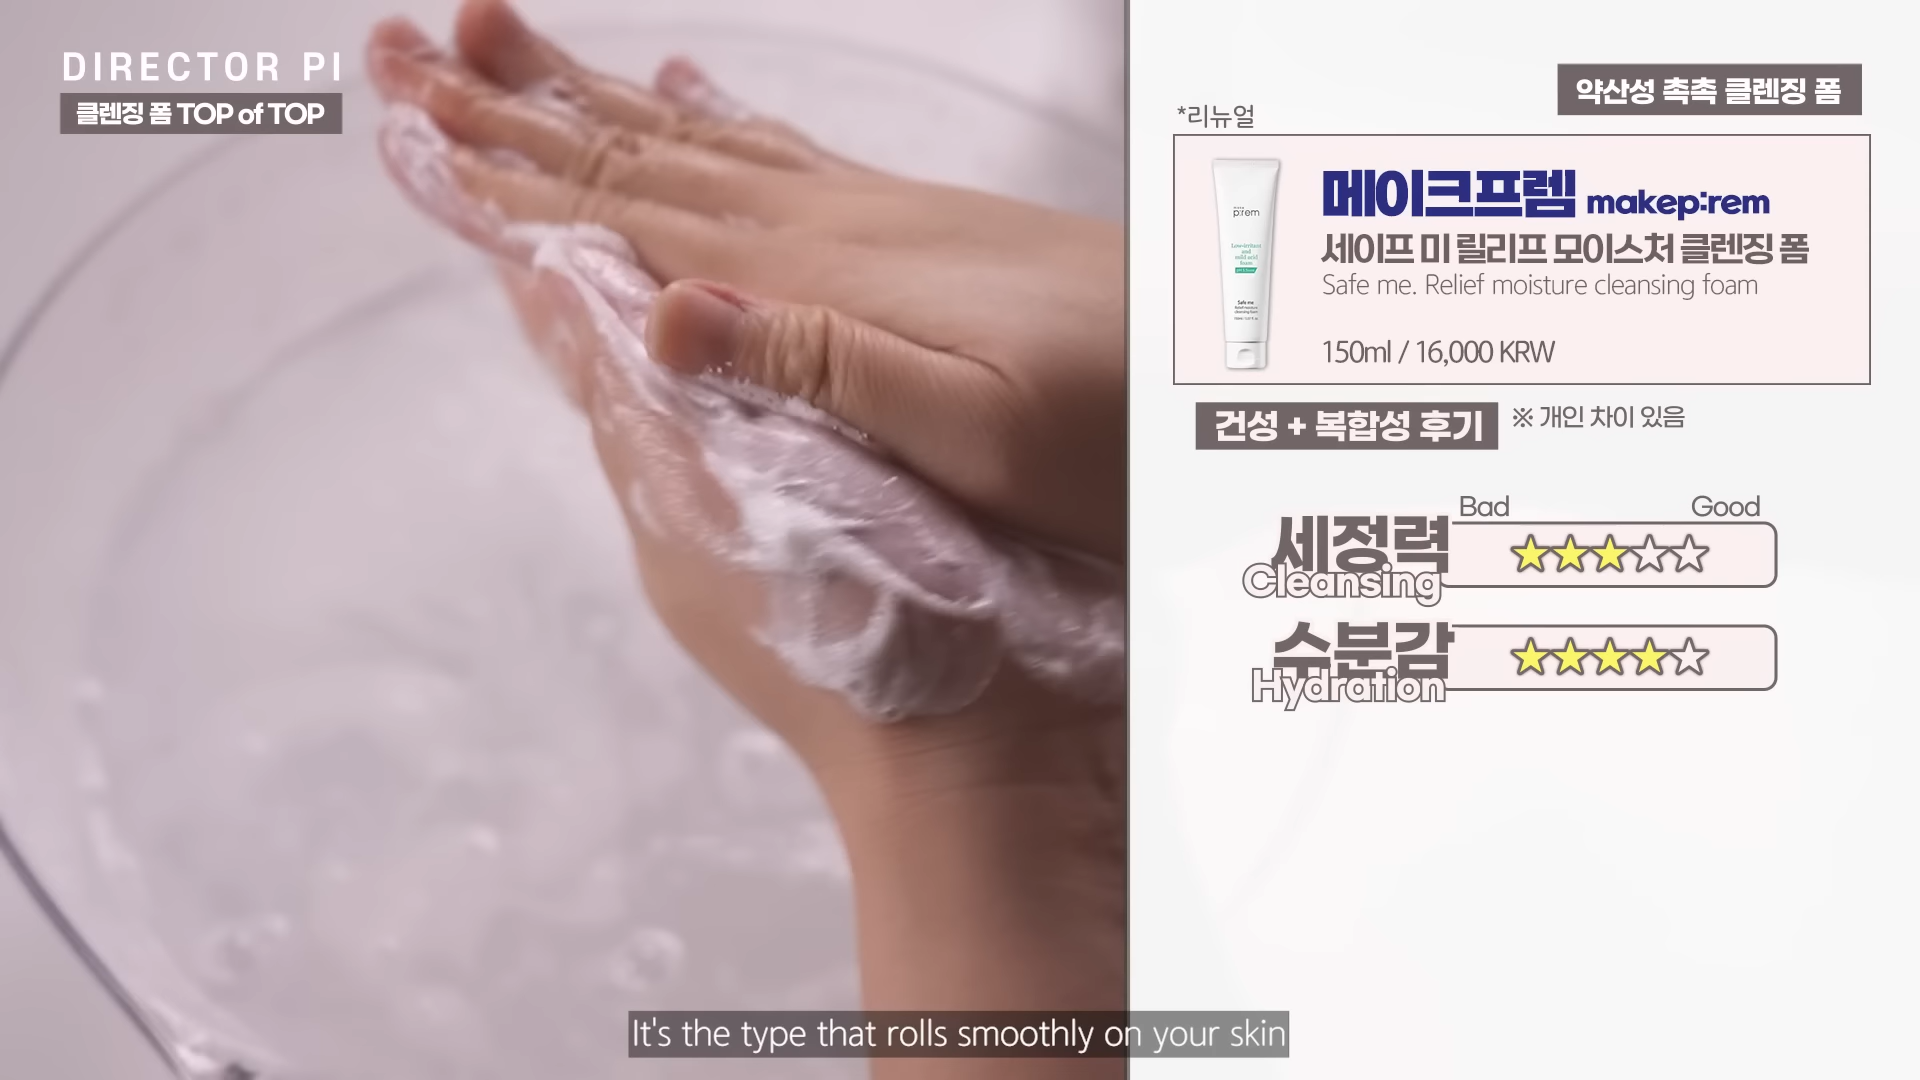 DIRECTOR PI
클렌징 폼 TOP of TOP
약산성 촉촉 클렌징 폼
*리뉴얼
메이크프렘 makep:rem
세이프 미 릴리프 모이스처 클렌징 폼
Safe me. Relief moisture cleansing foam
150ml / 16,000 KRW
p:rem
Safe me
건성 + 복합성 후기 ※ 개인 차이 있음
Bad Good
세정력
Cleansing
수분감
Hydration
It's the type that rolls smoothly on your skin